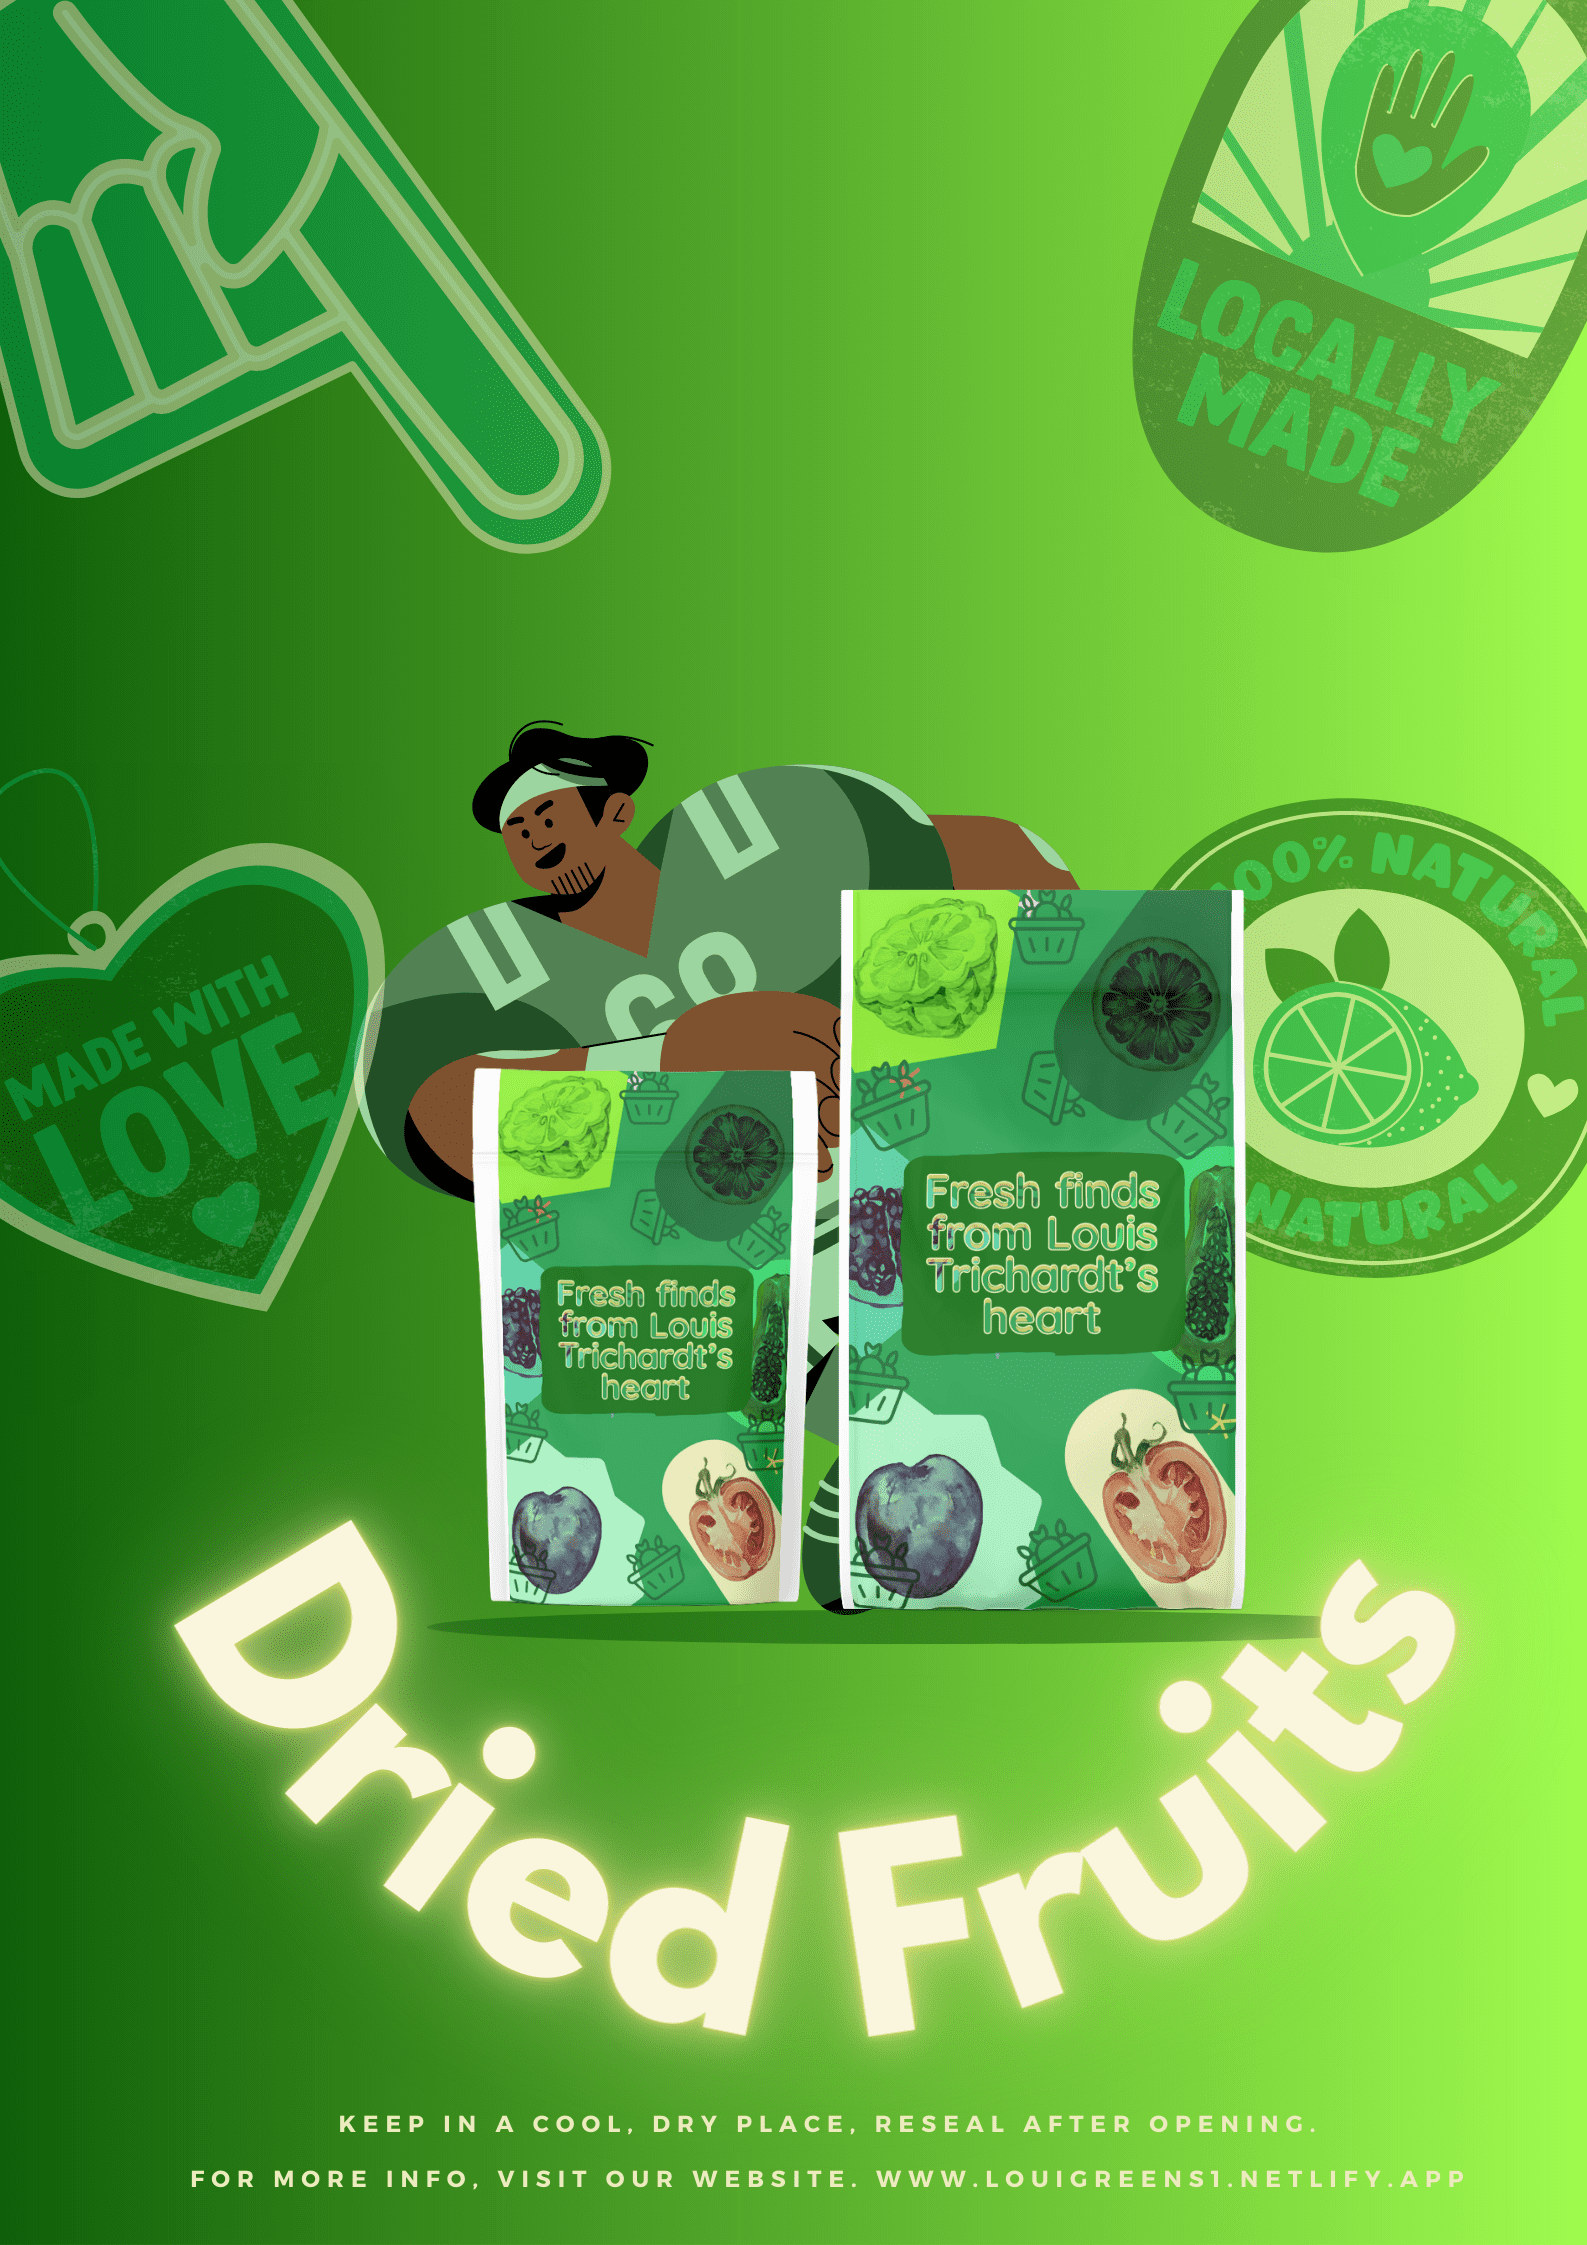 LOCALLY
MADE
100% NATURAL
NATURAL
MADE WITH
LOVE
U
U
GO
Fresh finds
from Louis
Trichardt's
heart
Fresh finds
from Louis
Trichardt's
heart
Dried Fruits
KEEP IN A COOL, DRY PLACE, RESEAL AFTER OPENING.
FOR MORE INFO, VISIT OUR WEBSITE. WWW.LOUIGREENS1.NETLIFY.APP